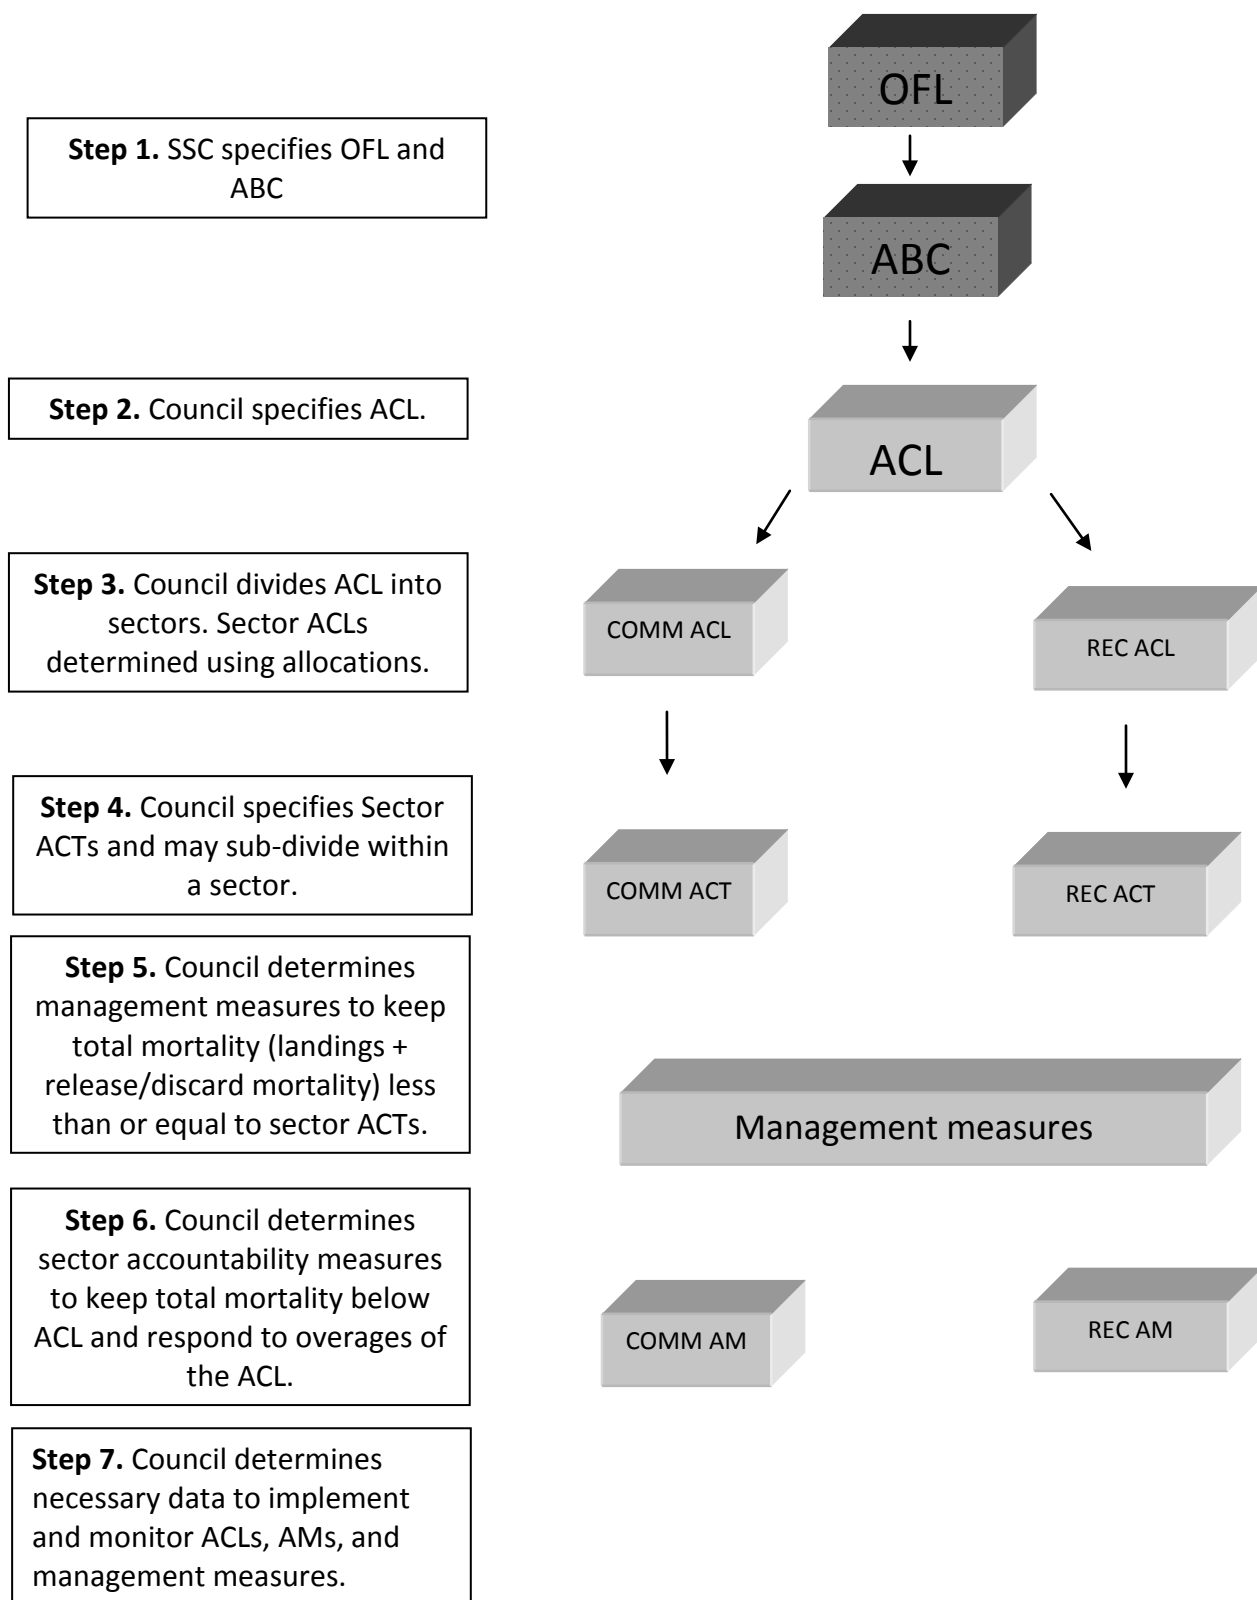 OFL
Step 1. SSC specifies OFL and
ABC
ABC
Step 2. Council specifies ACL.
ACL
Step 3. Council divides ACL into
sectors. Sector ACLs
determined using allocations.
COMM ACL
REC ACL
Step 4. Council specifies Sector
ACTs and may sub-divide within
a sector.
COMM ACT
REC ACT
Step 5. Council determines
management measures to keep
total mortality (landings +
release/discard mortality) less
than or equal to sector ACTs.
Management measures
Step 6. Council determines
sector accountability measures
to keep total mortality below
ACL and respond to overages of
the ACL.
COMM AM
REC AM
Step 7. Council determines
necessary data to implement
and monitor ACLs, AMs, and
management measures.